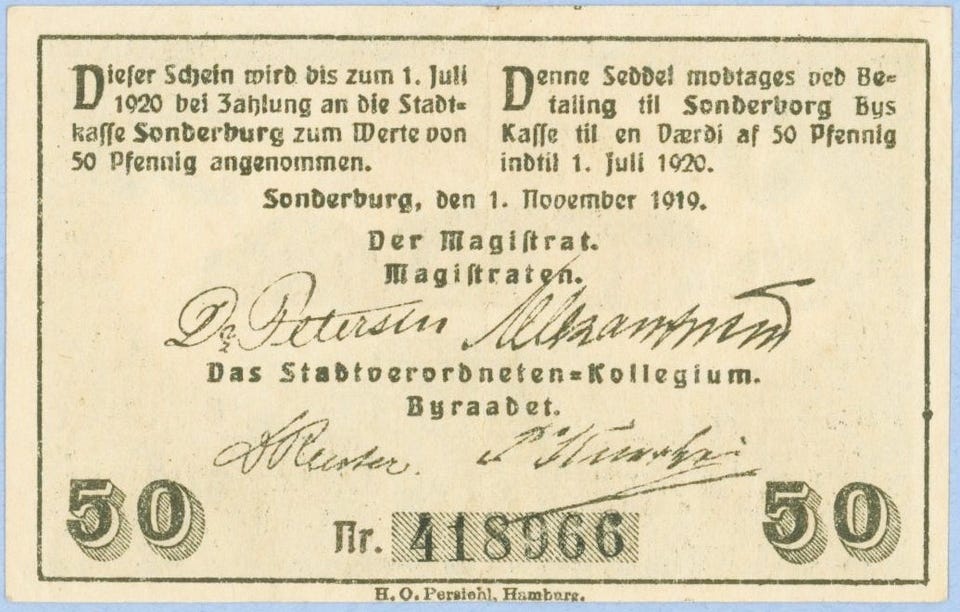 Dieser Schein wird bis zum 1. Juli
1920 bei Zahlung an die Stadt=
kasse Sonderburg zum Werte von
50 Pfennig angenommen.
Denne Seddel modtages ved Be=
taling til Sonderborg Bys
Kasse til en Værdi af 50 Pfennig
indtil 1. Juli 1920.
Sonderburg, den 1. November 1919.
Der Magistrat.
Magistraten.
Dr Petersen
Das Stadtverordneten=Kollegium.
Byraadet.
50
Nr. 418966
50
H. O. Persiehl, Hamburg.